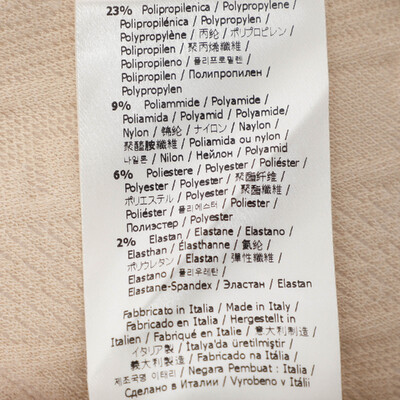 23% Polipropilenica / Polypropylene /
Polipropilénica / Polypropylen /
Polypropylène / 丙纶 / ポリプロピレン /
Polipropilen / 聚丙烯纖維 /
Polipropileno / 폴리프로필렌 /
Polipropilen / Полипропилен /
Polypropylen
9% Poliammide / Polyamide /
Poliamida / Polyamid / Polyamide/
Nylon / 锦纶 / ナイロン / Naylon /
聚醯胺纖維 / Poliamida ou nylon /
나일론 / Nilon / Нейлон / Polyamid
6% Poliestere / Polyester / Poliéster /
Polyester / Polyester / 聚酯纤维 /
ポリエステル / Polyester / 聚酯纖維 /
Poliéster / 폴리에스터 / Poliester /
Полиэстер / Polyester
2% Elastan / Elastane / Elastano /
Elasthan / Élasthanne / 氨纶 /
ポリウレタン / Elastan / 彈性纖維 /
Elastano / 폴리우레탄 /
Elastane-Spandex / Эластан / Elastan
Fabbricato in Italia / Made in Italy /
Fabricado en Italia / Hergestellt in
Italien / Fabriqué en Italie / 意大利制造 /
イタリア製 / İtalya'da üretilmiştir /
義大利製造 / Fabricado na Itália /
제조국명 이태리 / Negara Pembuat : Italia /
Сделано в Италии / Vyrobeno v Itálii